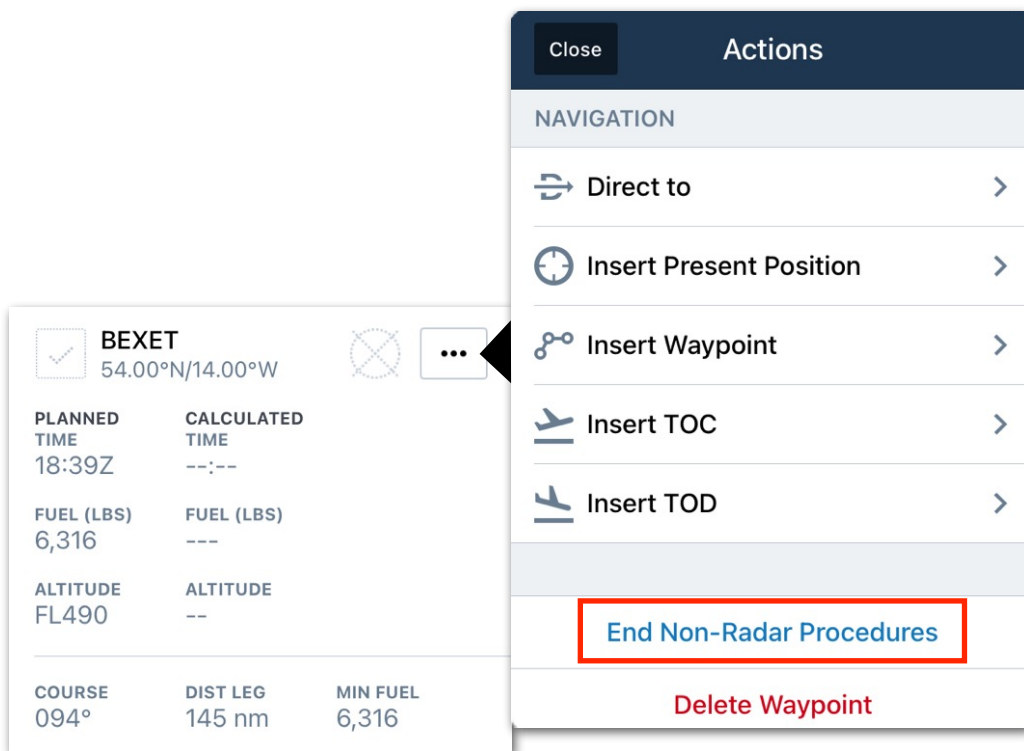 Close
Actions
NAVIGATION
Direct to
Insert Present Position
Insert Waypoint
Insert TOC
Insert TOD
End Non-Radar Procedures
Delete Waypoint
BEXET
54.00°N/14.00°W
PLANNED CALCULATED
TIME TIME
18:39Z --:--
FUEL (LBS) FUEL (LBS)
6,316 ---
ALTITUDE ALTITUDE
FL490 --
COURSE DIST LEG MIN FUEL
094° 145 nm 6,316